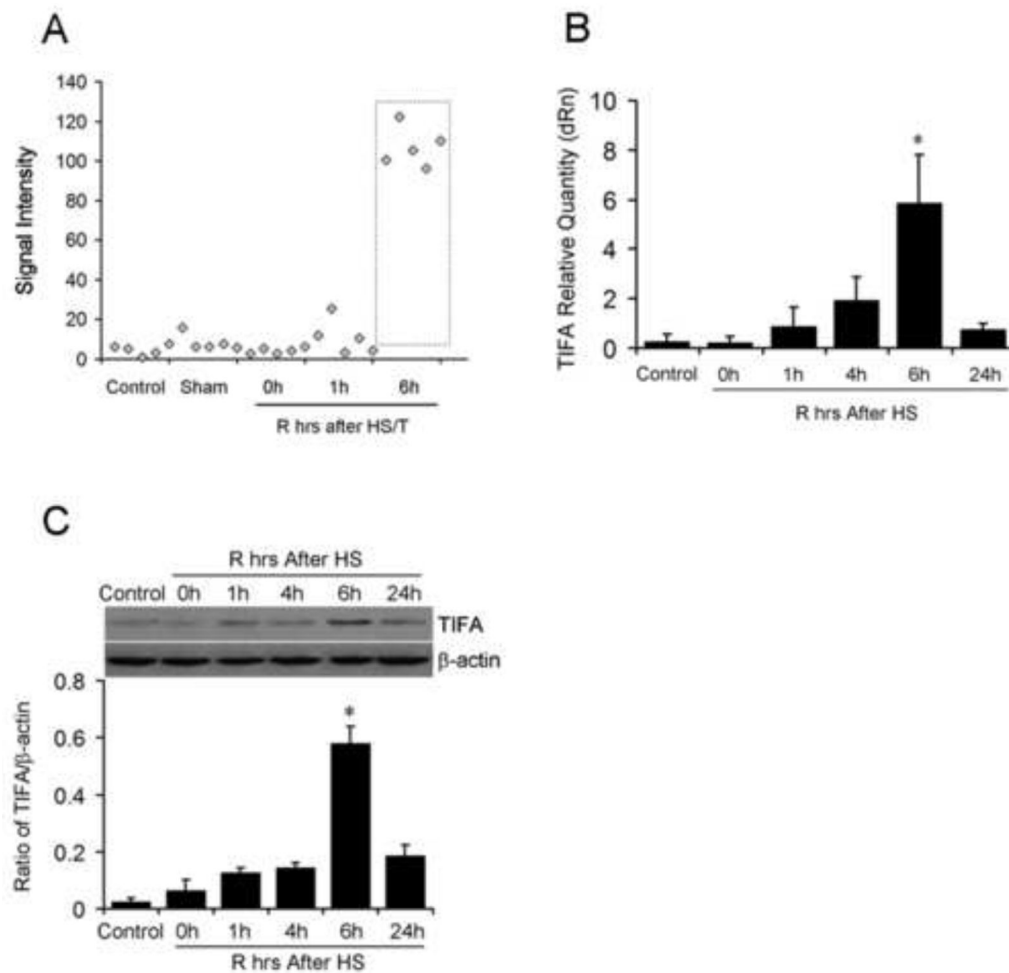 A
Signal Intensity
140
120
100
80
60
40
20
0
Control Sham 0h 1h 6h
R hrs after HS/T
B
TIFA Relative Quantity (dRn)
10
8
6
4
2
0
*
Control 0h 1h 4h 6h 24h
R hrs After HS
C
R hrs After HS
Control 0h 1h 4h 6h 24h
TIFA
β-actin
Ratio of TIFA/β-actin
0.8
0.6
0.4
0.2
0
*
Control 0h 1h 4h 6h 24h
R hrs After HS